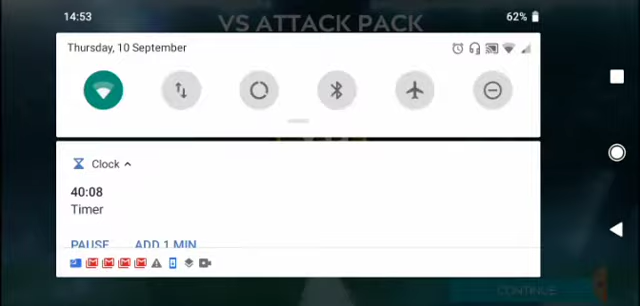 14:53
62%
VS ATTACK PACK
Thursday, 10 September
Clock
40:08
Timer
PAUSE ADD 1 MIN
CONTINUE